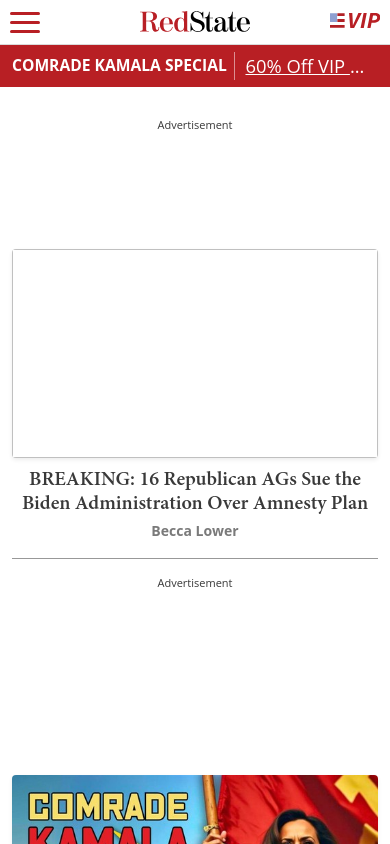 RedState
VIP
COMRADE KAMALA SPECIAL
60% Off VIP ...
Advertisement
BREAKING: 16 Republican AGs Sue the
Biden Administration Over Amnesty Plan
Becca Lower
Advertisement
COMRADE
KAMALA